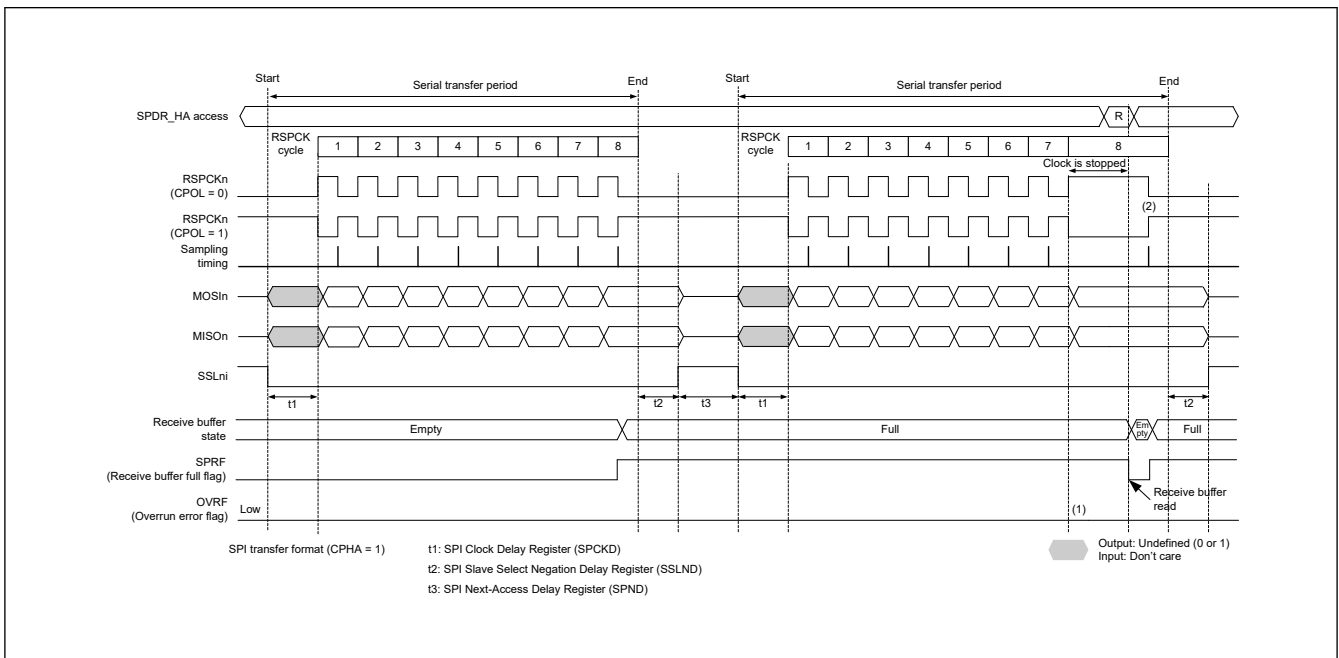 Start
Serial transfer period
End
Start
Serial transfer period
End
SPDR_HA access
R
RSPCK
cycle
1 2 3 4 5 6 7 8
RSPCK
cycle
1 2 3 4 5 6 7 8
Clock is stopped
RSPCKn
(CPOL = 0)
(2)
RSPCKn
(CPOL = 1)
Sampling
timing
MOSIn
MISOn
SSLni
t1
t2
t3
t1
t2
Receive buffer
state
Empty
Full
Em
pty
Full
SPRF
(Receive buffer full flag)
Receive buffer
read
OVRF
(Overrun error flag)
Low
(1)
SPI transfer format (CPHA = 1)
t1: SPI Clock Delay Register (SPCKD)
t2: SPI Slave Select Negation Delay Register (SSLND)
t3: SPI Next-Access Delay Register (SPND)
Output: Undefined (0 or 1)
Input: Don't care